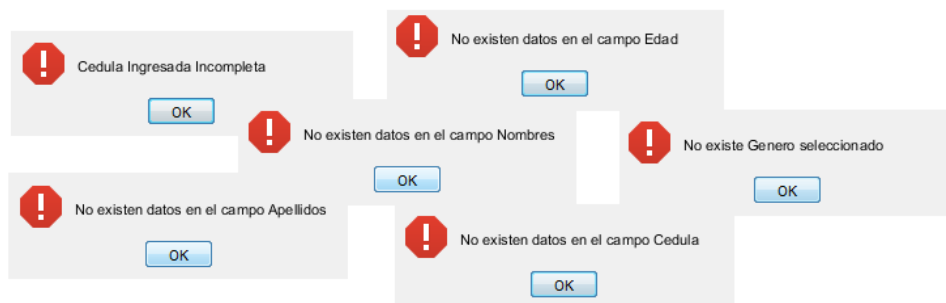 No existen datos en el campo Edad
OK
Cedula Ingresada Incompleta
OK
No existen datos en el campo Nombres
OK
No existe Genero seleccionado
OK
No existen datos en el campo Apellidos
OK
No existen datos en el campo Cedula
OK